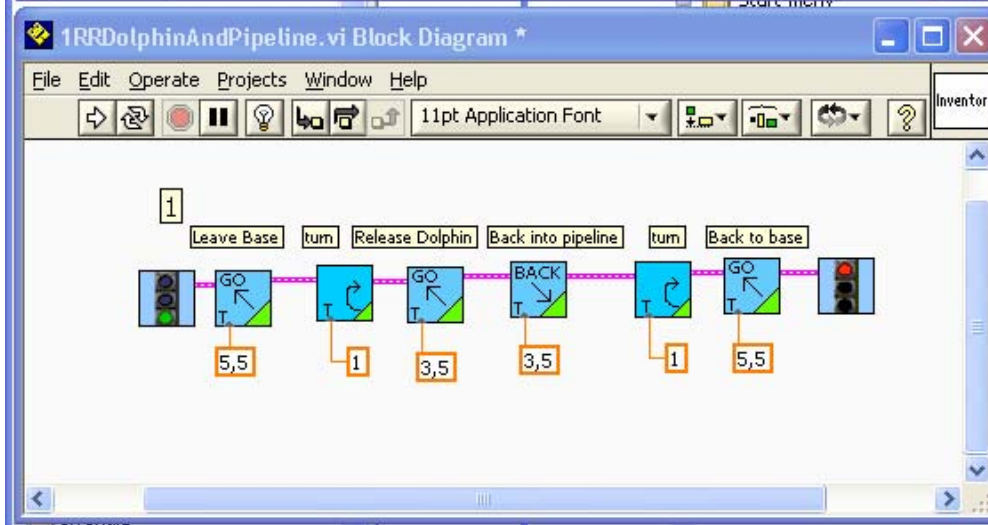 Start menu
1RRDolphinAndPipeline.vi Block Diagram *
File Edit Operate Projects Window Help
11pt Application Font
Inventor
1
Leave Base turn Release Dolphin Back into pipeline turn Back to base
GO GO BACK GO
T T T T T T
5,5 1 3,5 3,5 1 5,5